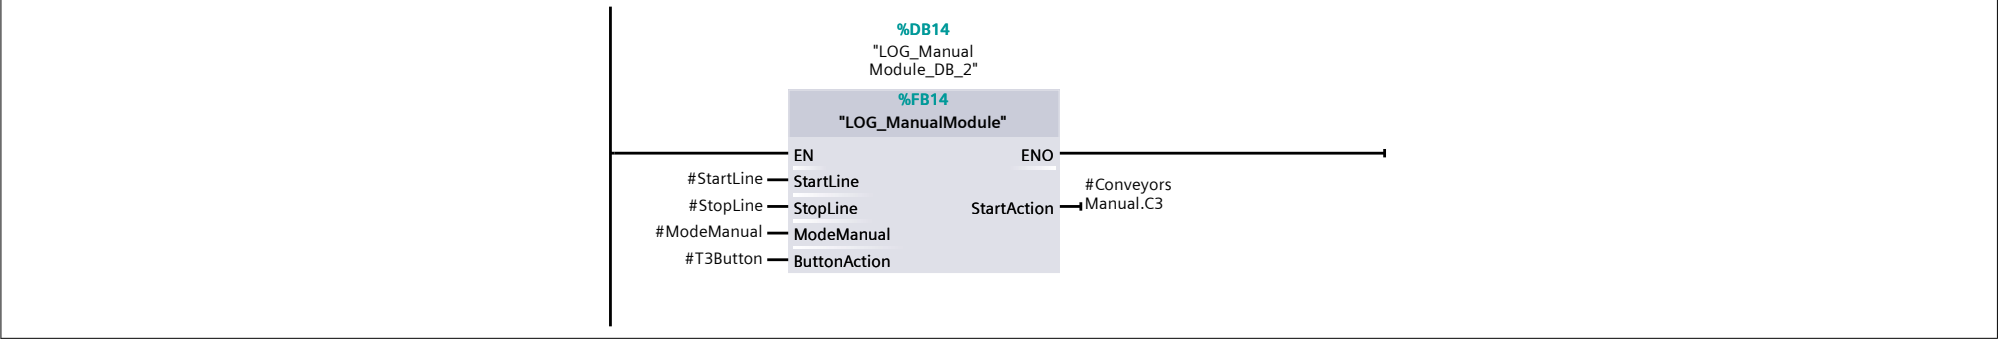 %DB14
"LOG_Manual
Module_DB_2"
%FB14
"LOG_ManualModule"
EN
ENO
#StartLine
StartLine
#Conveyors
Manual.C3
#StopLine
StopLine
StartAction
#ModeManual
ModeManual
#T3Button
ButtonAction